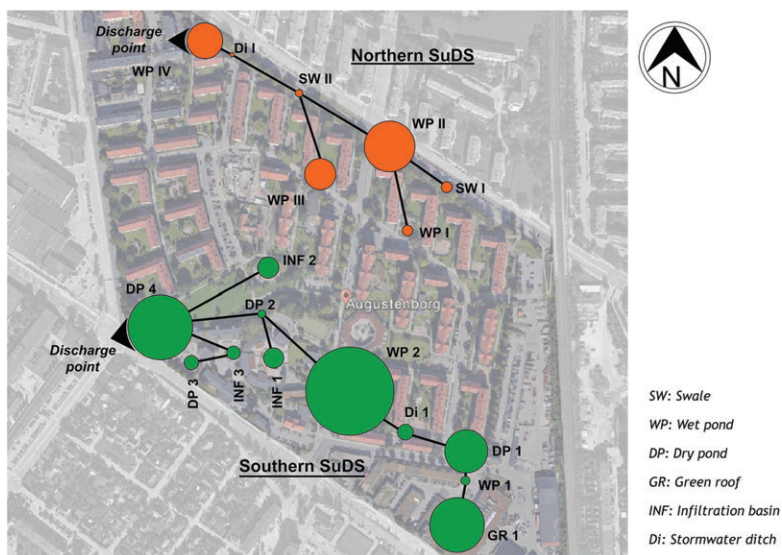 Discharge
point
Di I
Northern SuDS
WP IV
SW II
WP II
SW I
WP III
WP I
INF 2
DP 4
DP 2
Augustenborg
Discharge
point
WP 2
DP 3
INF 3
INF 1
Di 1
DP 1
Southern SuDS
WP 1
GR 1
N
SW: Swale
WP: Wet pond
DP: Dry pond
GR: Green roof
INF: Infiltration basin
Di: Stormwater ditch